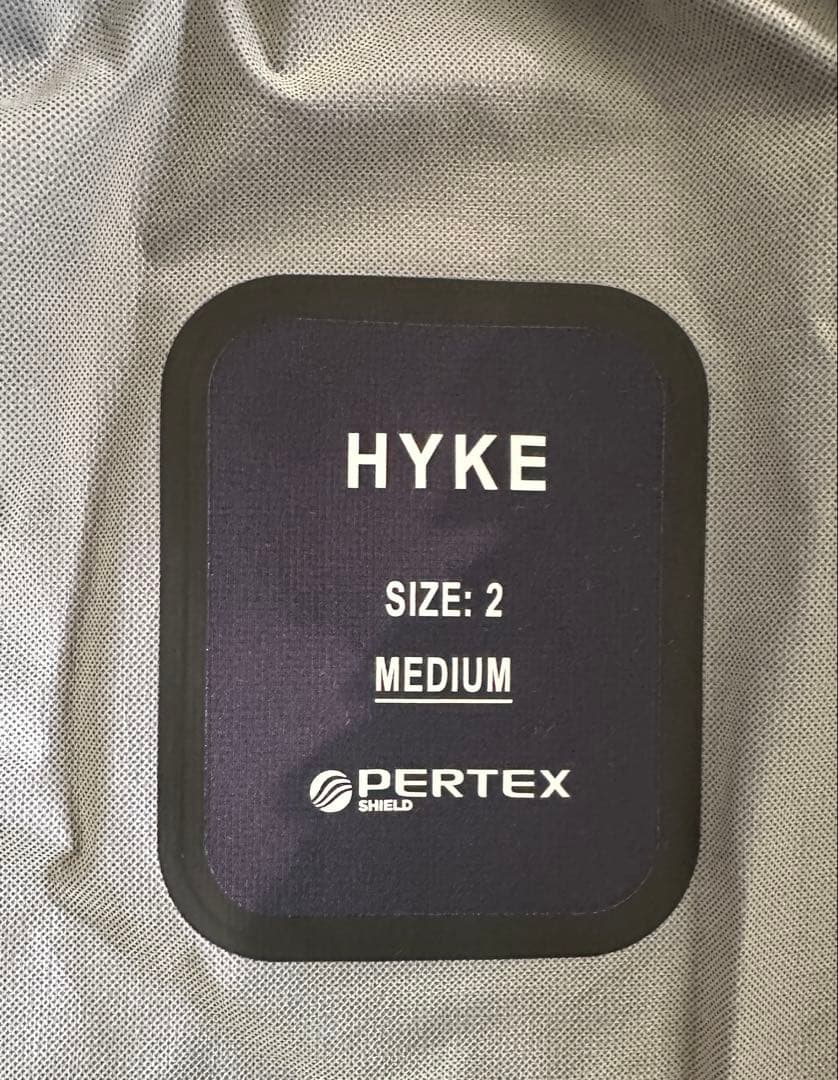 HYKE
SIZE: 2
MEDIUM
PERTEX
SHIELD